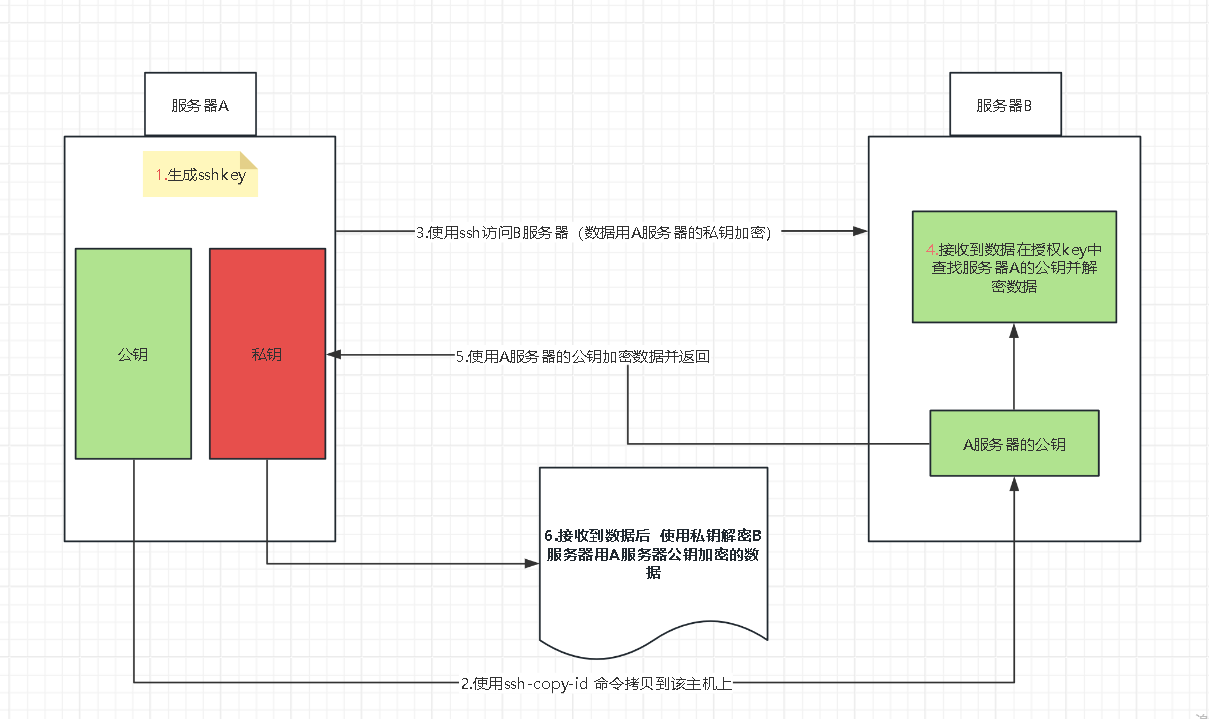 服务器A
服务器B
1.生成sshkey
3.使用ssh访问B服务器（数据用A服务器的私钥加密）
4.接收到数据在授权key中
查找服务器A的公钥并解
密数据
公钥
私钥
5.使用A服务器的公钥加密数据并返回
A服务器的公钥
6.接收到数据后 使用私钥解密B
服务器用A服务器公钥加密的数
据
2.使用ssh-copy-id 命令拷贝到该主机上